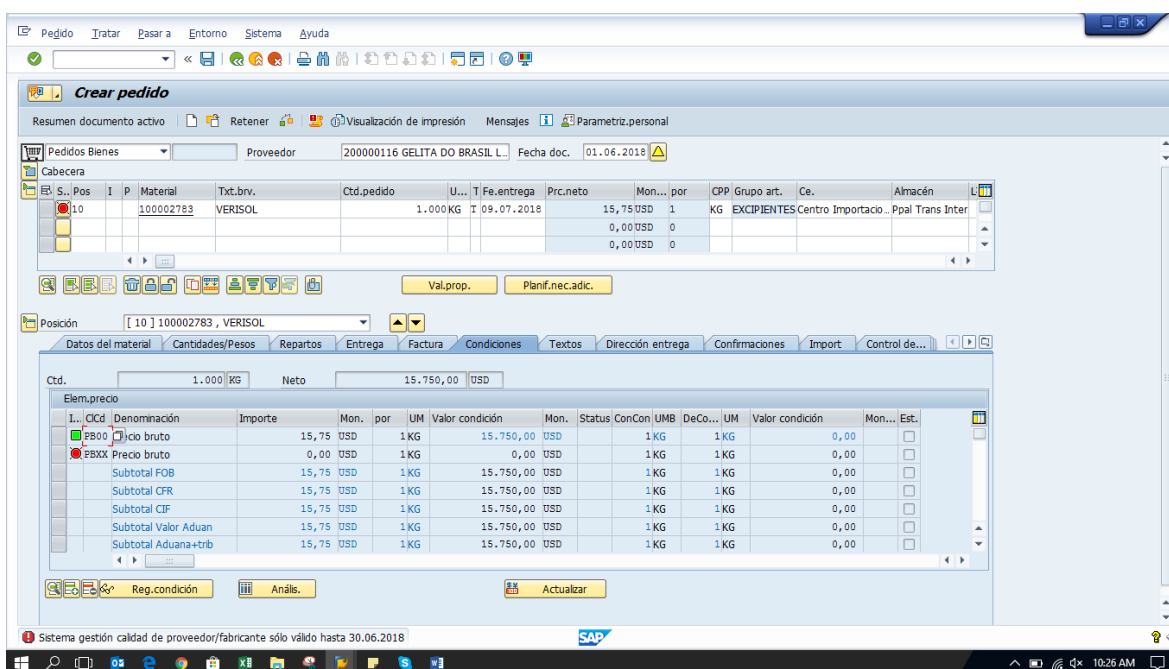 Pedido Tratar Pasar a Entorno Sistema Ayuda
Crear pedido
Resumen documento activo Retener Visualización de impresión Mensajes Parametriz.personal
Pedidos Bienes Proveedor 200000116 GELITA DO BRASIL L... Fecha doc. 01.06.2018
Cabecera
S.. Pos I P Material Txt.brv. Ctd.pedido U... T Fe.entrega Prc.neto Mon... por CPP Grupo art. Ce. Almacén
10 100002783 VERISOL 1.000 KG T 09.07.2018 15,75 USD 1 KG EXCIPIENTES Centro Importacio... Ppal Trans Inter
0,00 USD 0
0,00 USD 0
Val.prop. Planif.nec.adic.
Posición [ 10 ] 100002783 , VERISOL
Datos del material Cantidades/Pesos Repartos Entrega Factura Condiciones Textos Dirección entrega Confirmaciones Import Control de...
Ctd. 1.000 KG Neto 15.750,00 USD
Elem.precio
I... ClCd Denominación Importe Mon. por UM Valor condición Mon. Status ConCon UMB DeCo... UM Valor condición Mon... Est.
PB00 ecio bruto 15,75 USD 1 KG 15.750,00 USD 1 KG 1 KG 0,00
PBXX Precio bruto 0,00 USD 1 KG 0,00 USD 1 KG 1 KG 0,00
Subtotal FOB 15,75 USD 1 KG 15.750,00 USD 1 KG 1 KG 0,00
Subtotal CFR 15,75 USD 1 KG 15.750,00 USD 1 KG 1 KG 0,00
Subtotal CIF 15,75 USD 1 KG 15.750,00 USD 1 KG 1 KG 0,00
Subtotal Valor Aduan 15,75 USD 1 KG 15.750,00 USD 1 KG 1 KG 0,00
Subtotal Aduana+trib 15,75 USD 1 KG 15.750,00 USD 1 KG 1 KG 0,00
Reg.condición Anális. Actualizar
Sistema gestión calidad de proveedor/fabricante sólo válido hasta 30.06.2018 SAP
10:26 AM